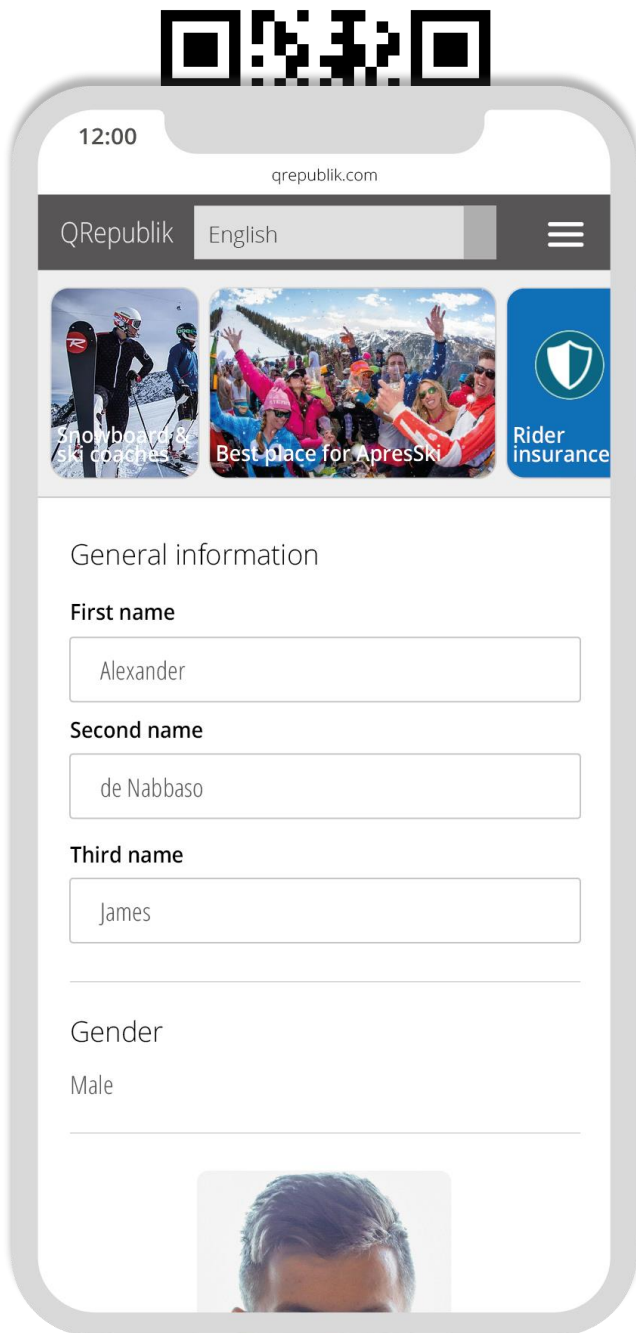 12:00
qrepublik.com
QRepublik
English
Snowboard &
ski coaches
Best place for ApresSki
Rider
insurance
General information
First name
Alexander
Second name
de Nabbaso
Third name
James
Gender
Male